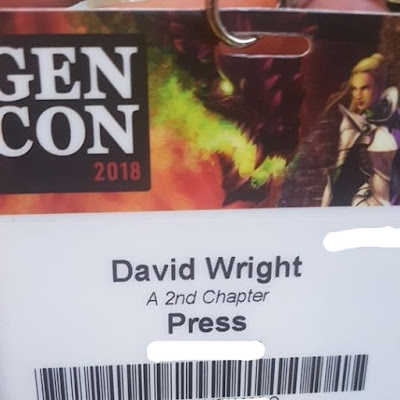 GEN
CON
2018
David Wright
A 2nd Chapter
Press